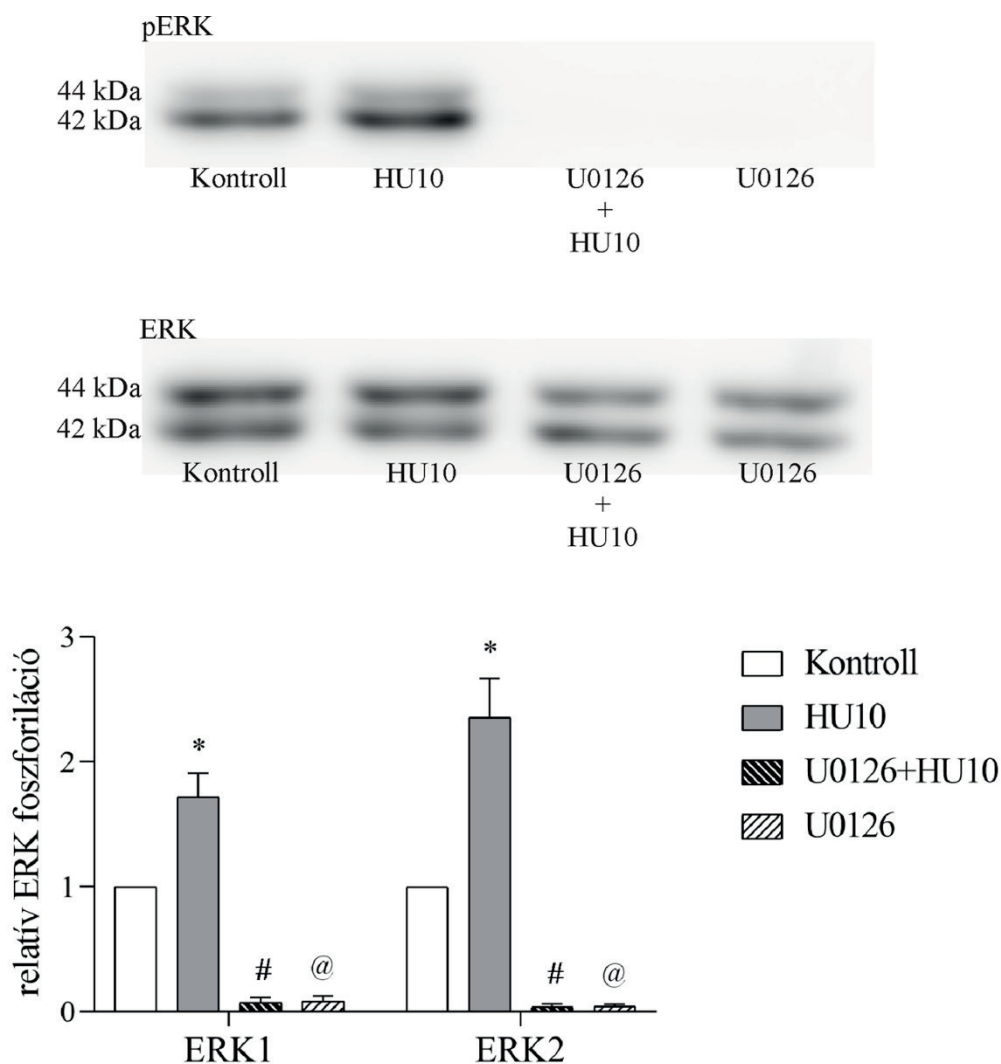 pERK
44 kDa
42 kDa
Kontroll HU10 U0126 U0126
+
HU10
ERK
44 kDa
42 kDa
Kontroll HU10 U0126 U0126
+
HU10
relatív ERK foszforiláció
3
2
1
0
* # @
* # @
ERK1 ERK2
Kontroll
HU10
U0126+HU10
U0126